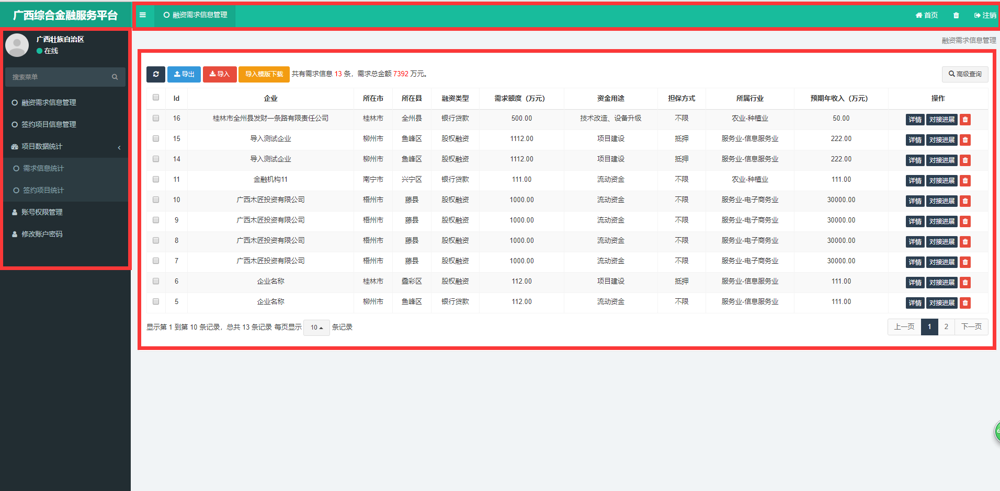 广西综合金融服务平台
融资需求信息管理
首页
注销
广西壮族自治区
在线
搜索菜单
融资需求信息管理
签约项目信息管理
项目数据统计
需求信息统计
签约项目统计
账号权限管理
修改账户密码
融资需求信息管理
导出 导入 导入模版下载 共有需求信息 13 条，需求总金额 7392 万元。 高级查询
Id 企业 所在市 所在县 融资类型 需求额度（万元） 资金用途 担保方式 所属行业 预期年收入（万元） 操作
16 桂林市全州县发财一条路有限责任公司 桂林市 全州县 银行贷款 500.00 技术改造、设备升级 不限 农业-种植业 50.00 详情 对接进展
15 导入测试企业 柳州市 鱼峰区 股权融资 1112.00 项目建设 抵押 服务业-信息服务业 222.00 详情 对接进展
14 导入测试企业 柳州市 鱼峰区 股权融资 1112.00 项目建设 抵押 服务业-信息服务业 222.00 详情 对接进展
11 金融机构11 南宁市 兴宁区 银行贷款 111.00 流动资金 不限 农业-种植业 111.00 详情 对接进展
10 广西木匠投资有限公司 梧州市 藤县 股权融资 1000.00 流动资金 不限 服务业-电子商务业 30000.00 详情 对接进展
9 广西木匠投资有限公司 梧州市 藤县 股权融资 1000.00 流动资金 不限 服务业-电子商务业 30000.00 详情 对接进展
8 广西木匠投资有限公司 梧州市 藤县 股权融资 1000.00 流动资金 不限 服务业-电子商务业 30000.00 详情 对接进展
7 广西木匠投资有限公司 梧州市 藤县 股权融资 1000.00 流动资金 不限 服务业-电子商务业 30000.00 详情 对接进展
6 企业名称 桂林市 叠彩区 股权融资 112.00 项目建设 抵押 服务业-信息服务业 111.00 详情 对接进展
5 企业名称 柳州市 鱼峰区 银行贷款 112.00 流动资金 不限 服务业-信息服务业 111.00 详情 对接进展
显示第 1 到第 10 条记录，总共 13 条记录 每页显示 10 条记录 上一页 1 2 下一页